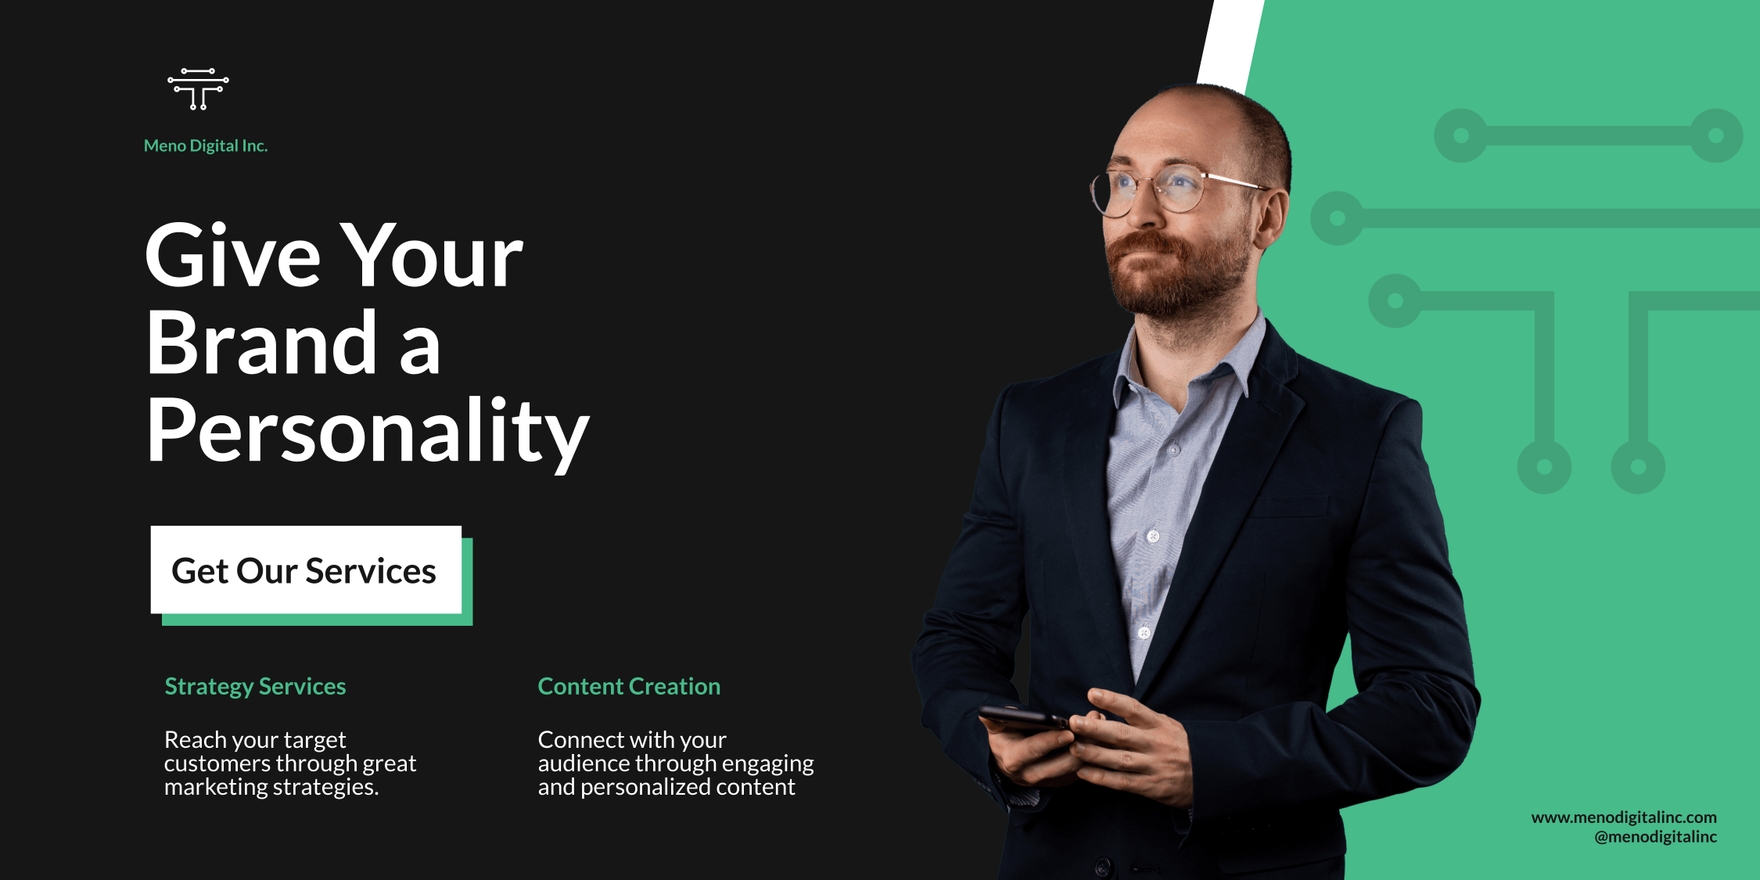 Meno Digital Inc.
Give Your
Brand a
Personality
Get Our Services
Strategy Services
Reach your target
customers through great
marketing strategies.
Content Creation
Connect with your
audience through engaging
and personalized content
www.menodigitalinc.com
@menodigitalinc